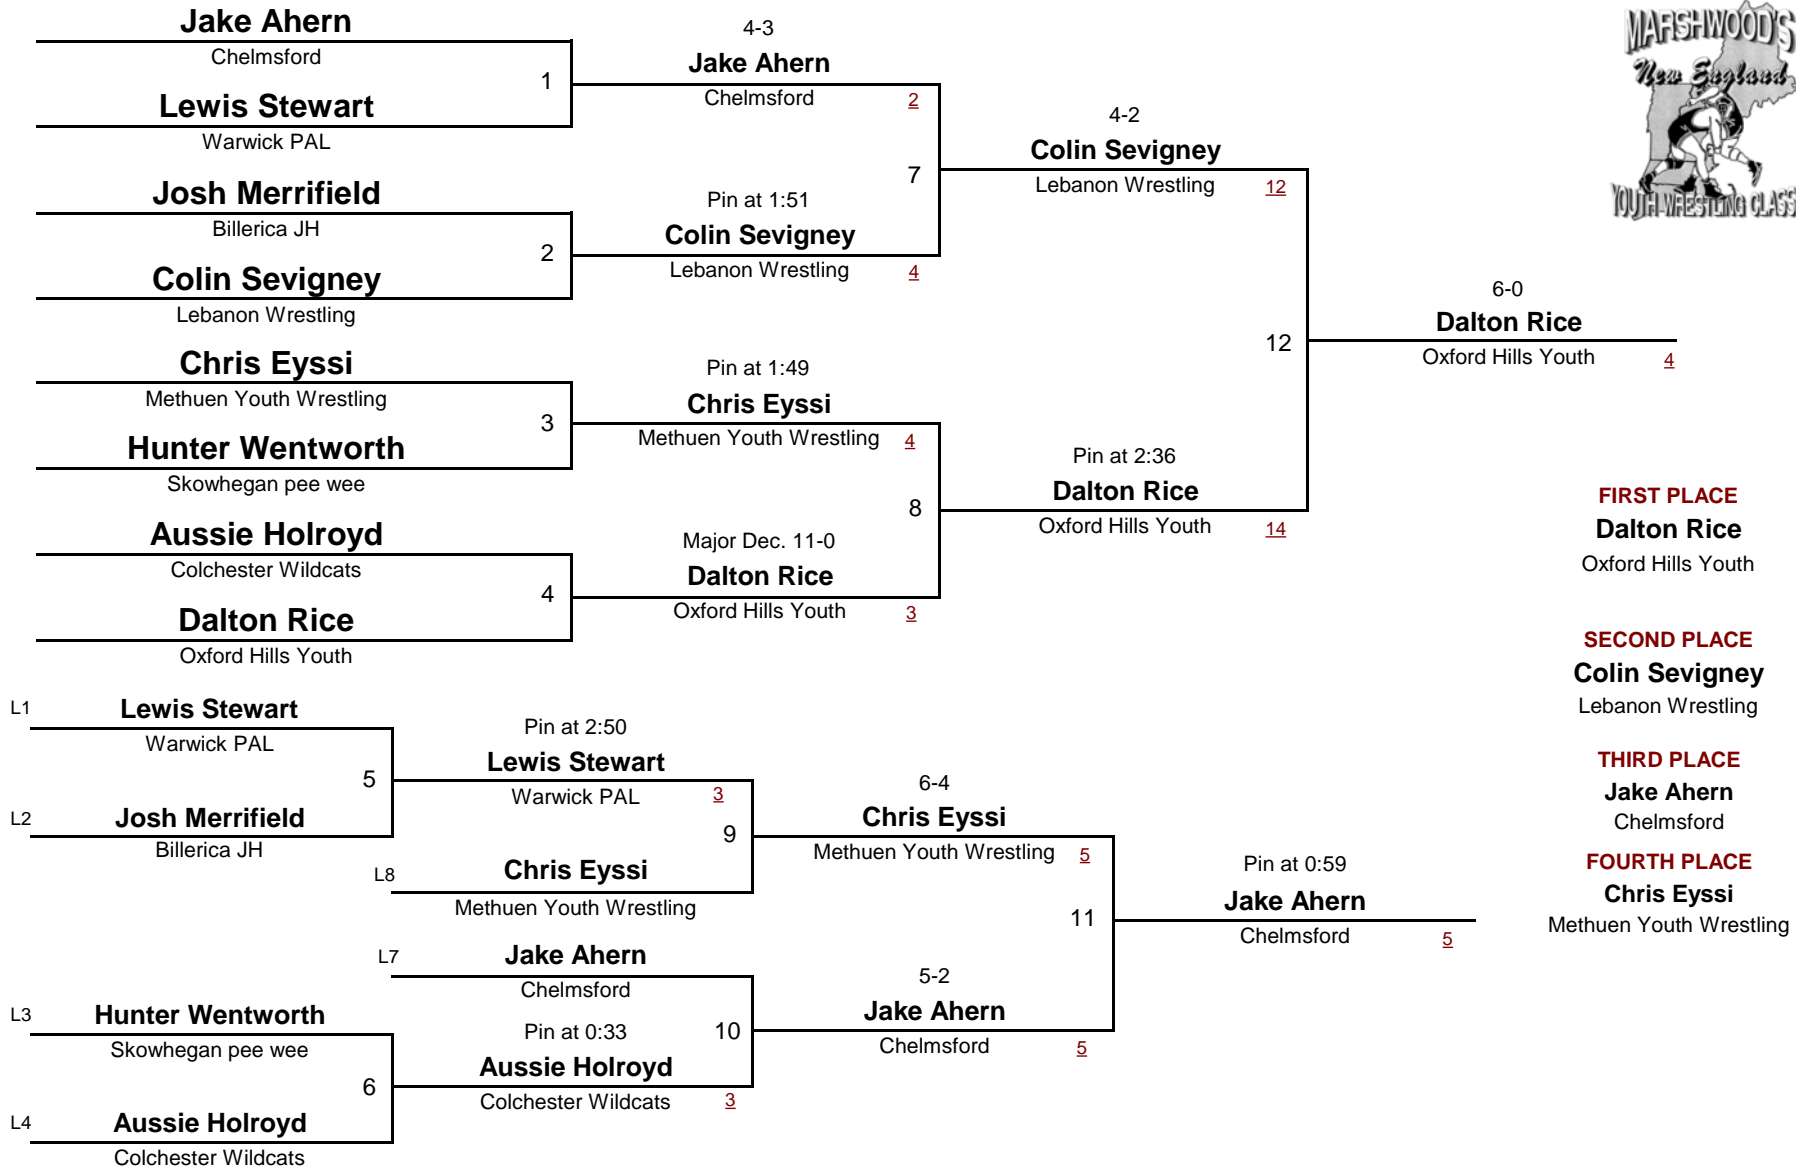 Jake Ahern
Chelmsford
1
Lewis Stewart
Warwick PAL
Josh Merrifield
Billerica JH
2
Colin Sevigney
Lebanon Wrestling
Chris Eyssi
Methuen Youth Wrestling
3
Hunter Wentworth
Skowhegan pee wee
Aussie Holroyd
Colchester Wildcats
4
Dalton Rice
Oxford Hills Youth
4-3
Jake Ahern
Chelmsford 2
7
Pin at 1:51
Colin Sevigney
Lebanon Wrestling 4
Pin at 1:49
Chris Eyssi
Methuen Youth Wrestling 4
8
Major Dec. 11-0
Dalton Rice
Oxford Hills Youth 3
4-2
Colin Sevigney
Lebanon Wrestling 12
12
Pin at 2:36
Dalton Rice
Oxford Hills Youth 14
6-0
Dalton Rice
Oxford Hills Youth 4
MARSHWOOD'S
New England
YOUTH WRESTLING CLASS
FIRST PLACE
Dalton Rice
Oxford Hills Youth
SECOND PLACE
Colin Sevigney
Lebanon Wrestling
THIRD PLACE
Jake Ahern
Chelmsford
FOURTH PLACE
Chris Eyssi
Methuen Youth Wrestling
L1 Lewis Stewart
Warwick PAL
5
L2 Josh Merrifield
Billerica JH
Pin at 2:50
Lewis Stewart
Warwick PAL 3
9
L8 Chris Eyssi
Methuen Youth Wrestling
L7 Jake Ahern
Chelmsford
10
L3 Hunter Wentworth
Skowhegan pee wee
6
L4 Aussie Holroyd
Colchester Wildcats
Pin at 0:33
Aussie Holroyd
Colchester Wildcats 3
6-4
Chris Eyssi
Methuen Youth Wrestling 5
11
5-2
Jake Ahern
Chelmsford 5
Pin at 0:59
Jake Ahern
Chelmsford 5